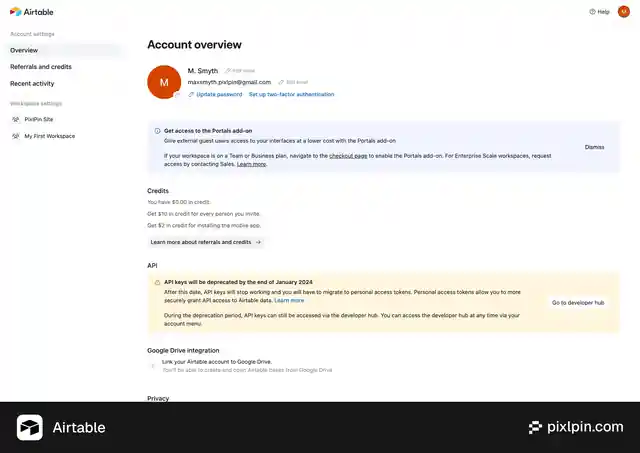 Airtable
Help
M
Account settings
Overview
Referrals and credits
Recent activity
Workspace settings
PixlPin Site
My First Workspace
Account overview
M
M. Smyth
Edit name
maxsmyth.pixlpin@gmail.com
Edit email
Update password
Set up two-factor authentication
Get access to the Portals add-on
Give external guest users access to your interfaces at a lower cost with the Portals add-on
If your workspace is on a Team or Business plan, navigate to the checkout page to enable the Portals add-on. For Enterprise Scale workspaces, request
access by contacting Sales. Learn more.
Dismiss
Credits
You have $0.00 in credit.
Get $10 in credit for every person you invite.
Get $2 in credit for installing the mobile app.
Learn more about referrals and credits →
API
API keys will be deprecated by the end of January 2024
After this date, API keys will stop working and you will have to migrate to personal access tokens. Personal access tokens allow you to more
securely grant API access to Airtable data. Learn more
During the deprecation period, API keys can still be accessed via the developer hub. You can access the developer hub at any time via your
account menu.
Go to developer hub
Google Drive integration
Link your Airtable account to Google Drive.
You'll be able to create and open Airtable bases from Google Drive
Privacy
Airtable
pixlpin.com